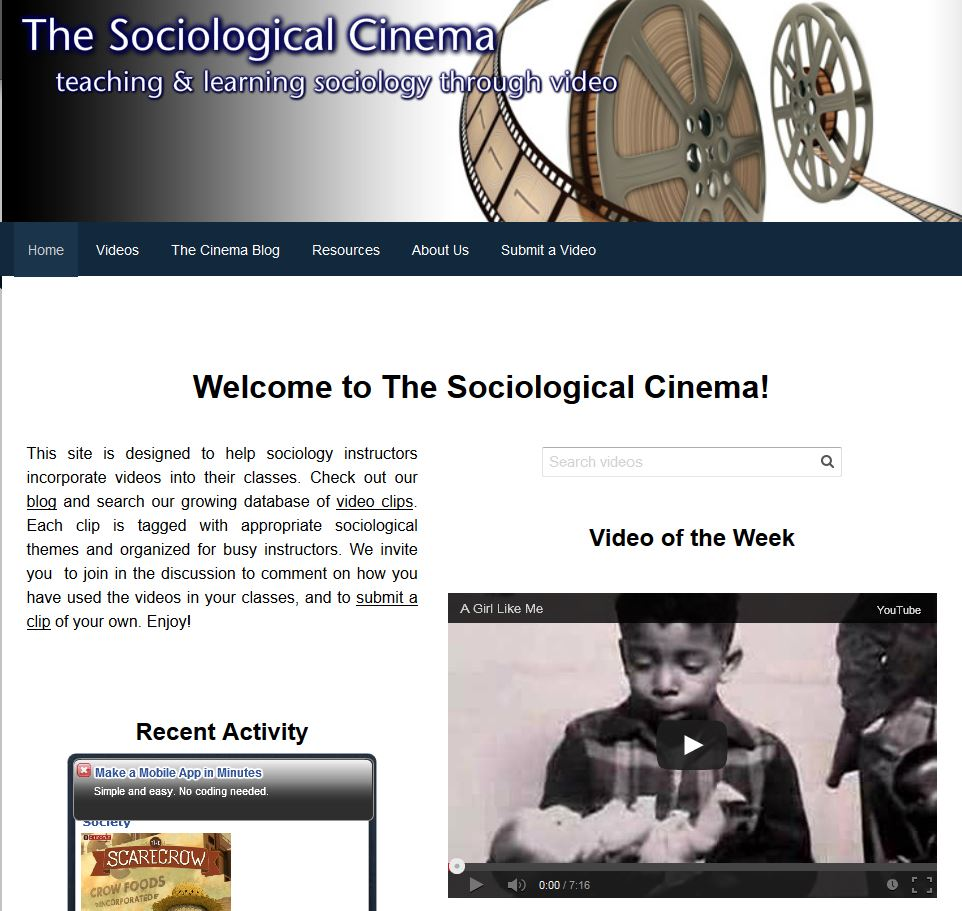 The Sociological Cinema
teaching & learning sociology through video
1
1
1
Home Videos The Cinema Blog Resources About Us Submit a Video
Welcome to The Sociological Cinema!
This site is designed to help sociology instructors
incorporate videos into their classes. Check out our
blog and search our growing database of video clips.
Each clip is tagged with appropriate sociological
themes and organized for busy instructors. We invite
you to join in the discussion to comment on how you
have used the videos in your classes, and to submit a
clip of your own. Enjoy!
Search videos
Video of the Week
A Girl Like Me YouTube
0:00 / 7:16
Recent Activity
Make a Mobile App in Minutes
Simple and easy. No coding needed.
Society
THE
SCARECROW
CROW FOODS
INCORPORATED